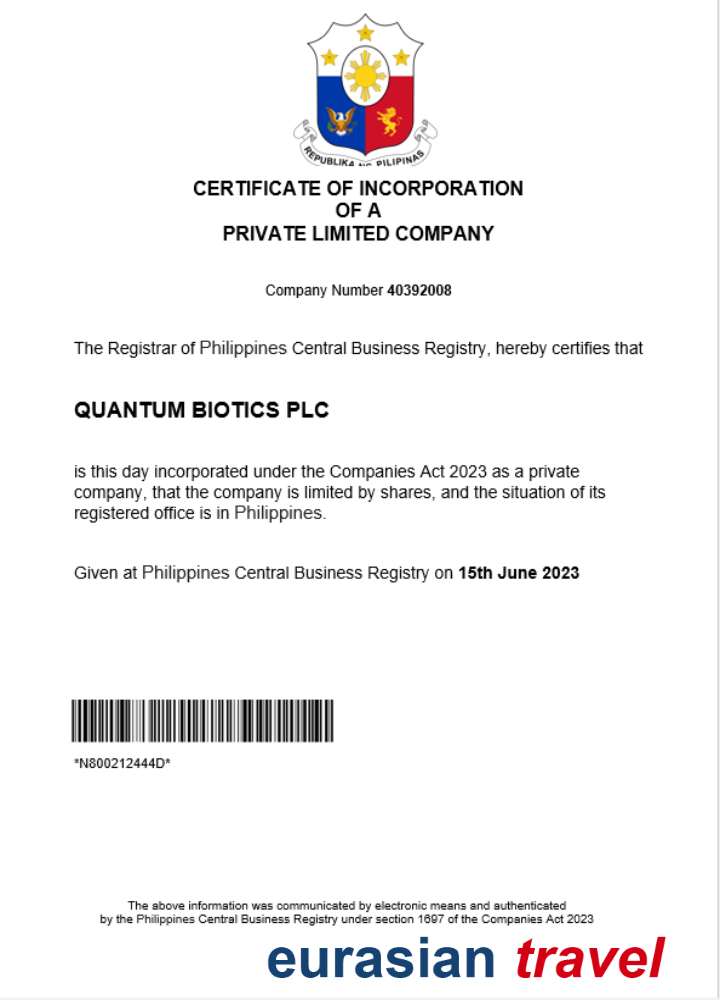 REPUBLIKA NG PILIPINAS
CERTIFICATE OF INCORPORATION
OF A
PRIVATE LIMITED COMPANY
Company Number 40392008
The Registrar of Philippines Central Business Registry, hereby certifies that
QUANTUM BIOTICS PLC
is this day incorporated under the Companies Act 2023 as a private
company, that the company is limited by shares, and the situation of its
registered office is in Philippines.
Given at Philippines Central Business Registry on 15th June 2023
*N800212444D*
The above information was communicated by electronic means and authenticated
by the Philippines Central Business Registry under section 1697 of the Companies Act 2023
eurasian travel